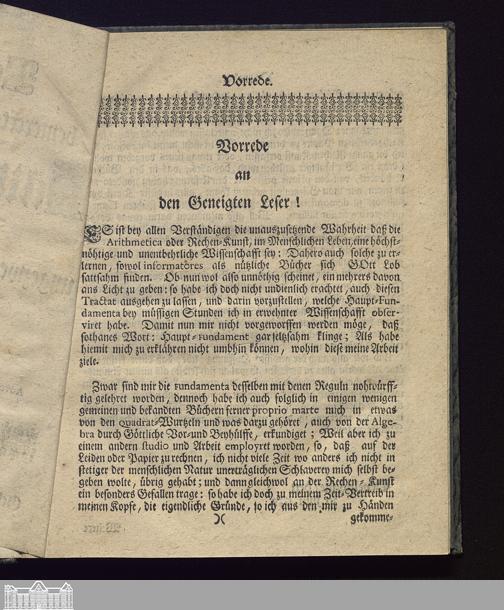 Vorrede.
Vorrede
an
den Geneigten Leser!
ES ist bey allen Verständigen die unauszusetzende Wahrheit daß die
Arithmetica oder Rechen-Kunst, im Menschlichen Leben, eine höchst-
nöhtige und unentbehrliche Wissenschafft sey: Dahero auch solche zu er-
lernen, sowol informatores als nützliche Bücher sich GOtt Lob
sattsahm finden. Ob nun wol also unnöthig scheinet, ein mehrers davon
ans Licht zu geben: so habe ich doch nicht undienlich erachtet, auch diesen
Tractat ausgehen zu lassen, und darin vorzustellen, welche Haupt-Fun-
damenta bey müssigen Stunden ich in erwehnter Wissenschafft obser-
viret habe. Damit nun mir nicht vorgeworffen werden möge, daß
sothanes Wort: Haupt-Fundament gar seltzsahm klinge; Als habe
hiemit mich zu erklähren nicht umbhin können, wohin diese meine Arbeit
ziele.
Zwar sind mir die Fundamenta desselben mit denen Reguln nohtwürff-
tig gelehret worden, dennoch habe ich auch folglich in einigen wenigen
gemeinen und bekandten Büchern ferner proprio marte mich in etwas
von den Quadrat-Wurtzeln und was darzu gehöret, auch von der Alge-
bra durch Göttliche Vor-und Beyhülffe, erkundiget; Weil aber ich zu
einem andern Studio und Arbeit employret worden, so, daß auf der
Leiden oder Papier zu rechnen, ich nicht viele Zeit wo anders ich nicht in
stetiger der menschlichen Natur unerträglichen Schlaverey mich selbst be-
geben wolte, übrig gehabt; und dann gleichwol an der Rechen-Kunst
ein besonders Gefallen trage: so habe ich doch zu meinem Zeit-Vertreib in
meinen Kopfe, die eigendliche Gründe, so ich aus den mir zu Händen
)( gekomme-